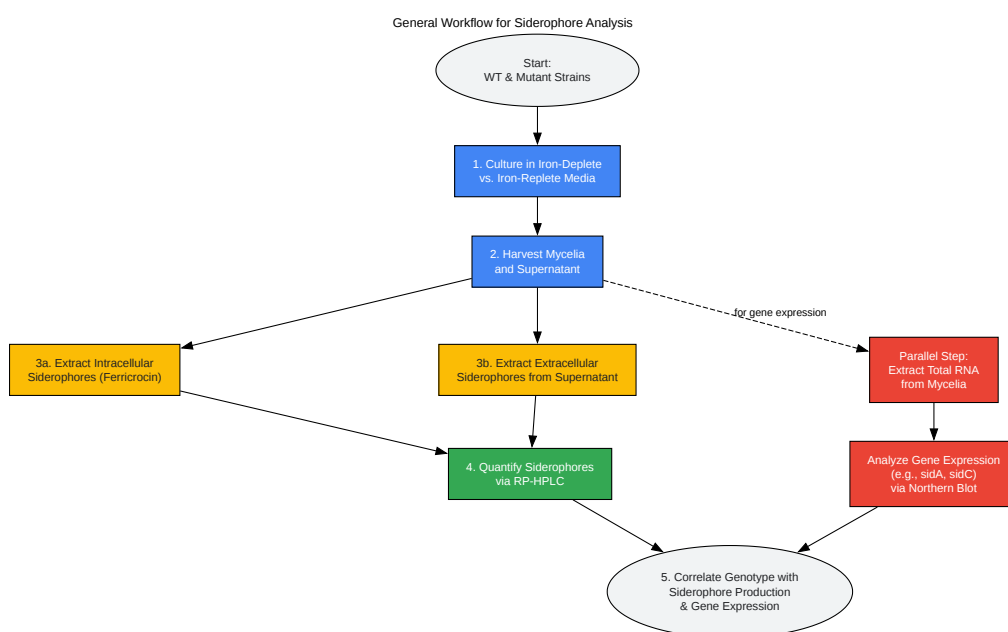 General Workflow for Siderophore Analysis
Start:
WT & Mutant Strains
1. Culture in Iron-Deplete
vs. Iron-Replete Media
2. Harvest Mycelia
and Supernatant
for gene expression
3a. Extract Intracellular
Siderophores (Ferricrocin)
3b. Extract Extracellular
Siderophores from Supernatant
Parallel Step:
Extract Total RNA
from Mycelia
4. Quantify Siderophores
via RP-HPLC
Analyze Gene Expression
(e.g., sidA, sidC)
via Northern Blot
5. Correlate Genotype with
Siderophore Production
& Gene Expression